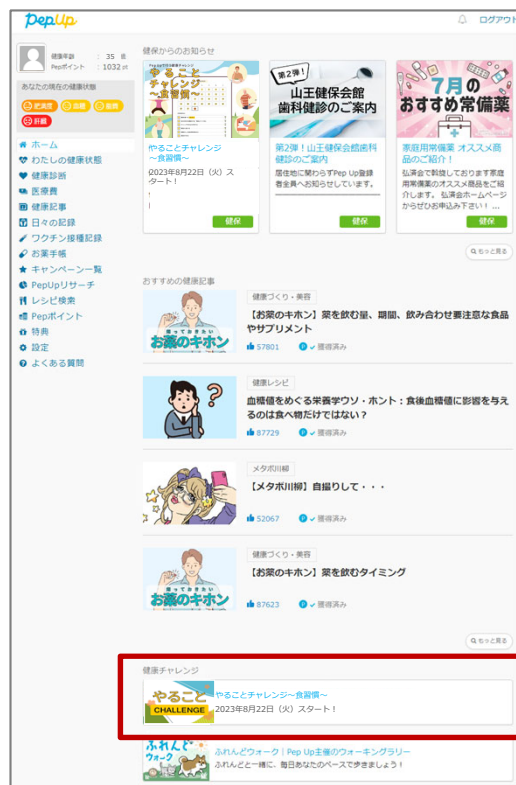 PepUp
ログアウト
健康年齢 : 35 歳
Pepポイント : 1032 pt
あなたの現在の健康状態
肥満度
血糖
脂質
肝臓
ホーム
わたしの健康状態
健康診断
医療費
健康記事
日々の記録
ワクチン接種記録
お薬手帳
キャンペーン一覧
PepUpリサーチ
レシピ検索
Pepポイント
特典
設定
よくある質問
健保からのお知らせ
やること
チャレンジ
~食習慣~
やることチャレンジ
~食習慣~
2023年8月22日(火)ス
タート!
健保
第2弾!
山王健保会館
歯科健診のご案内
第2弾!山王健保会館歯科
健診のご案内
居住地に関わらずPep Up登録
者全員へお知らせしています。
健保
7月の
おすすめ常備薬
家庭用常備薬オススメ商
品のご紹介!
弘済会で斡旋しております家庭
用常備薬のオススメ商品をご紹
介します。 弘済会ホームページ
からぜひお申込み下さい! ...
健保
もっと見る
おすすめの健康記事
知っておきたい
お薬のキホン
健康づくり・美容
【お薬のキホン】薬を飲む量、期間、飲み合わせ要注意な食品
やサプリメント
57801 獲得済み
健康レシピ
血糖値をめぐる栄養学ウソ・ホント:食後血糖値に影響を与え
るのは食べ物だけではない?
87729 獲得済み
メタボ川柳
【メタボ川柳】自撮りして・・・
52067 獲得済み
知っておきたい
お薬のキホン
健康づくり・美容
【お薬のキホン】薬を飲むタイミング
87623 獲得済み
もっと見る
健康チャレンジ
やること
CHALLENGE
やることチャレンジ~食習慣~
2023年8月22日(火)スタート!
ふれんど
ウォーク
ふれんどウォーク|Pep Up主催のウォーキングラリー
ふれんどと一緒に、毎日あなたのペースで歩きましょう!